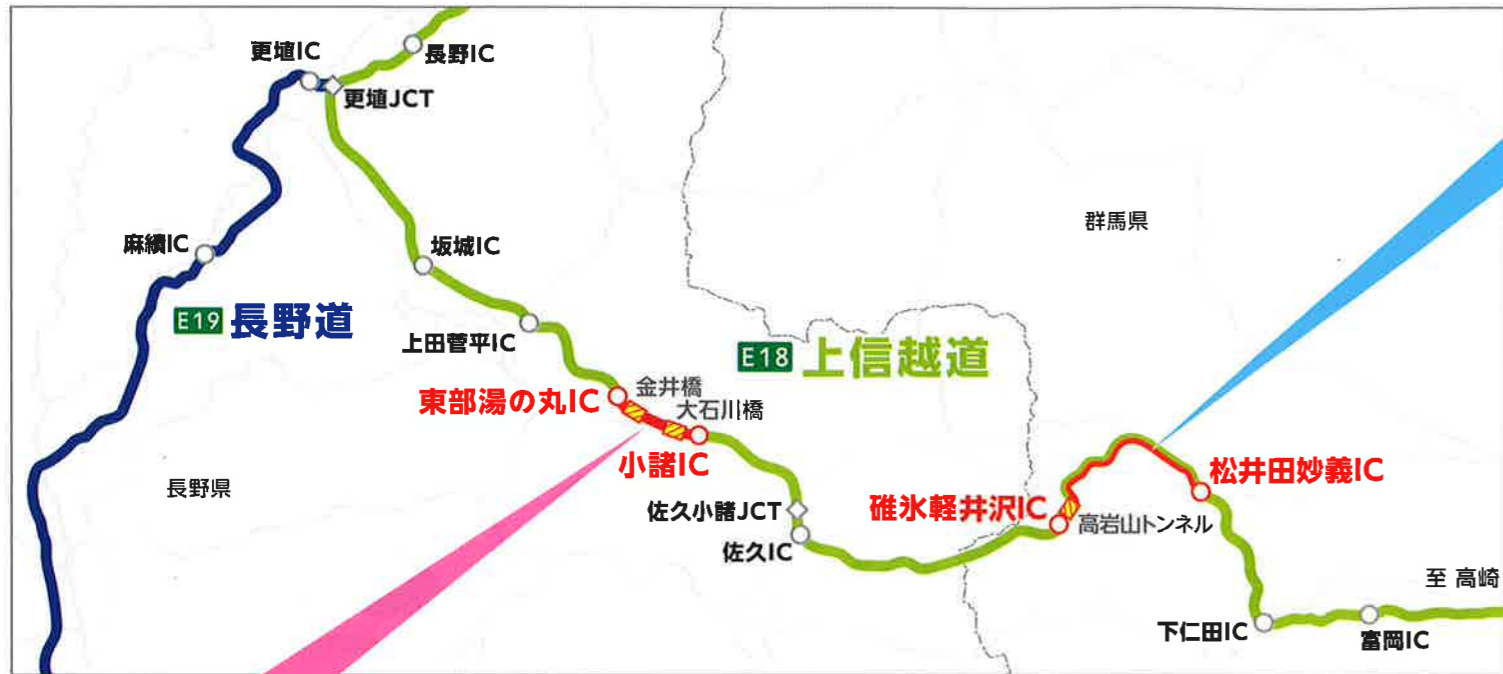 更埴IC
長野IC
更埴JCT
群馬県
麻績IC
坂城IC
E19 長野道
上田菅平IC
E18 上信越道
東部湯の丸IC
金井橋
大石川橋
小諸IC
松井田妙義IC
長野県
碓氷軽井沢IC
佐久小諸JCT
高岩山トンネル
佐久IC
至 高崎
下仁田IC
富岡IC